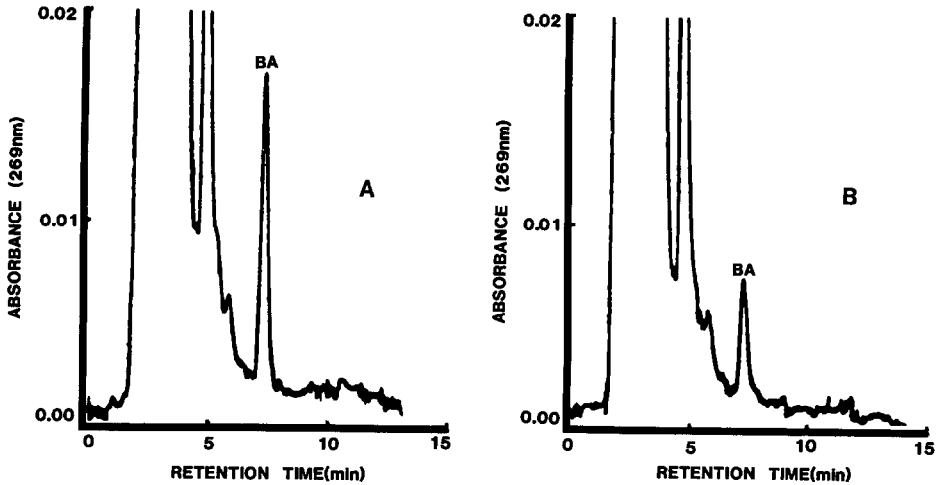 0.02
BA
A
0.01
ABSORBANCE (269nm)
0.00
0
5
10
15
RETENTION TIME(min)
0.02
B
0.01
BA
ABSORBANCE (269nm)
0.00
0
5
10
15
RETENTION TIME(min)